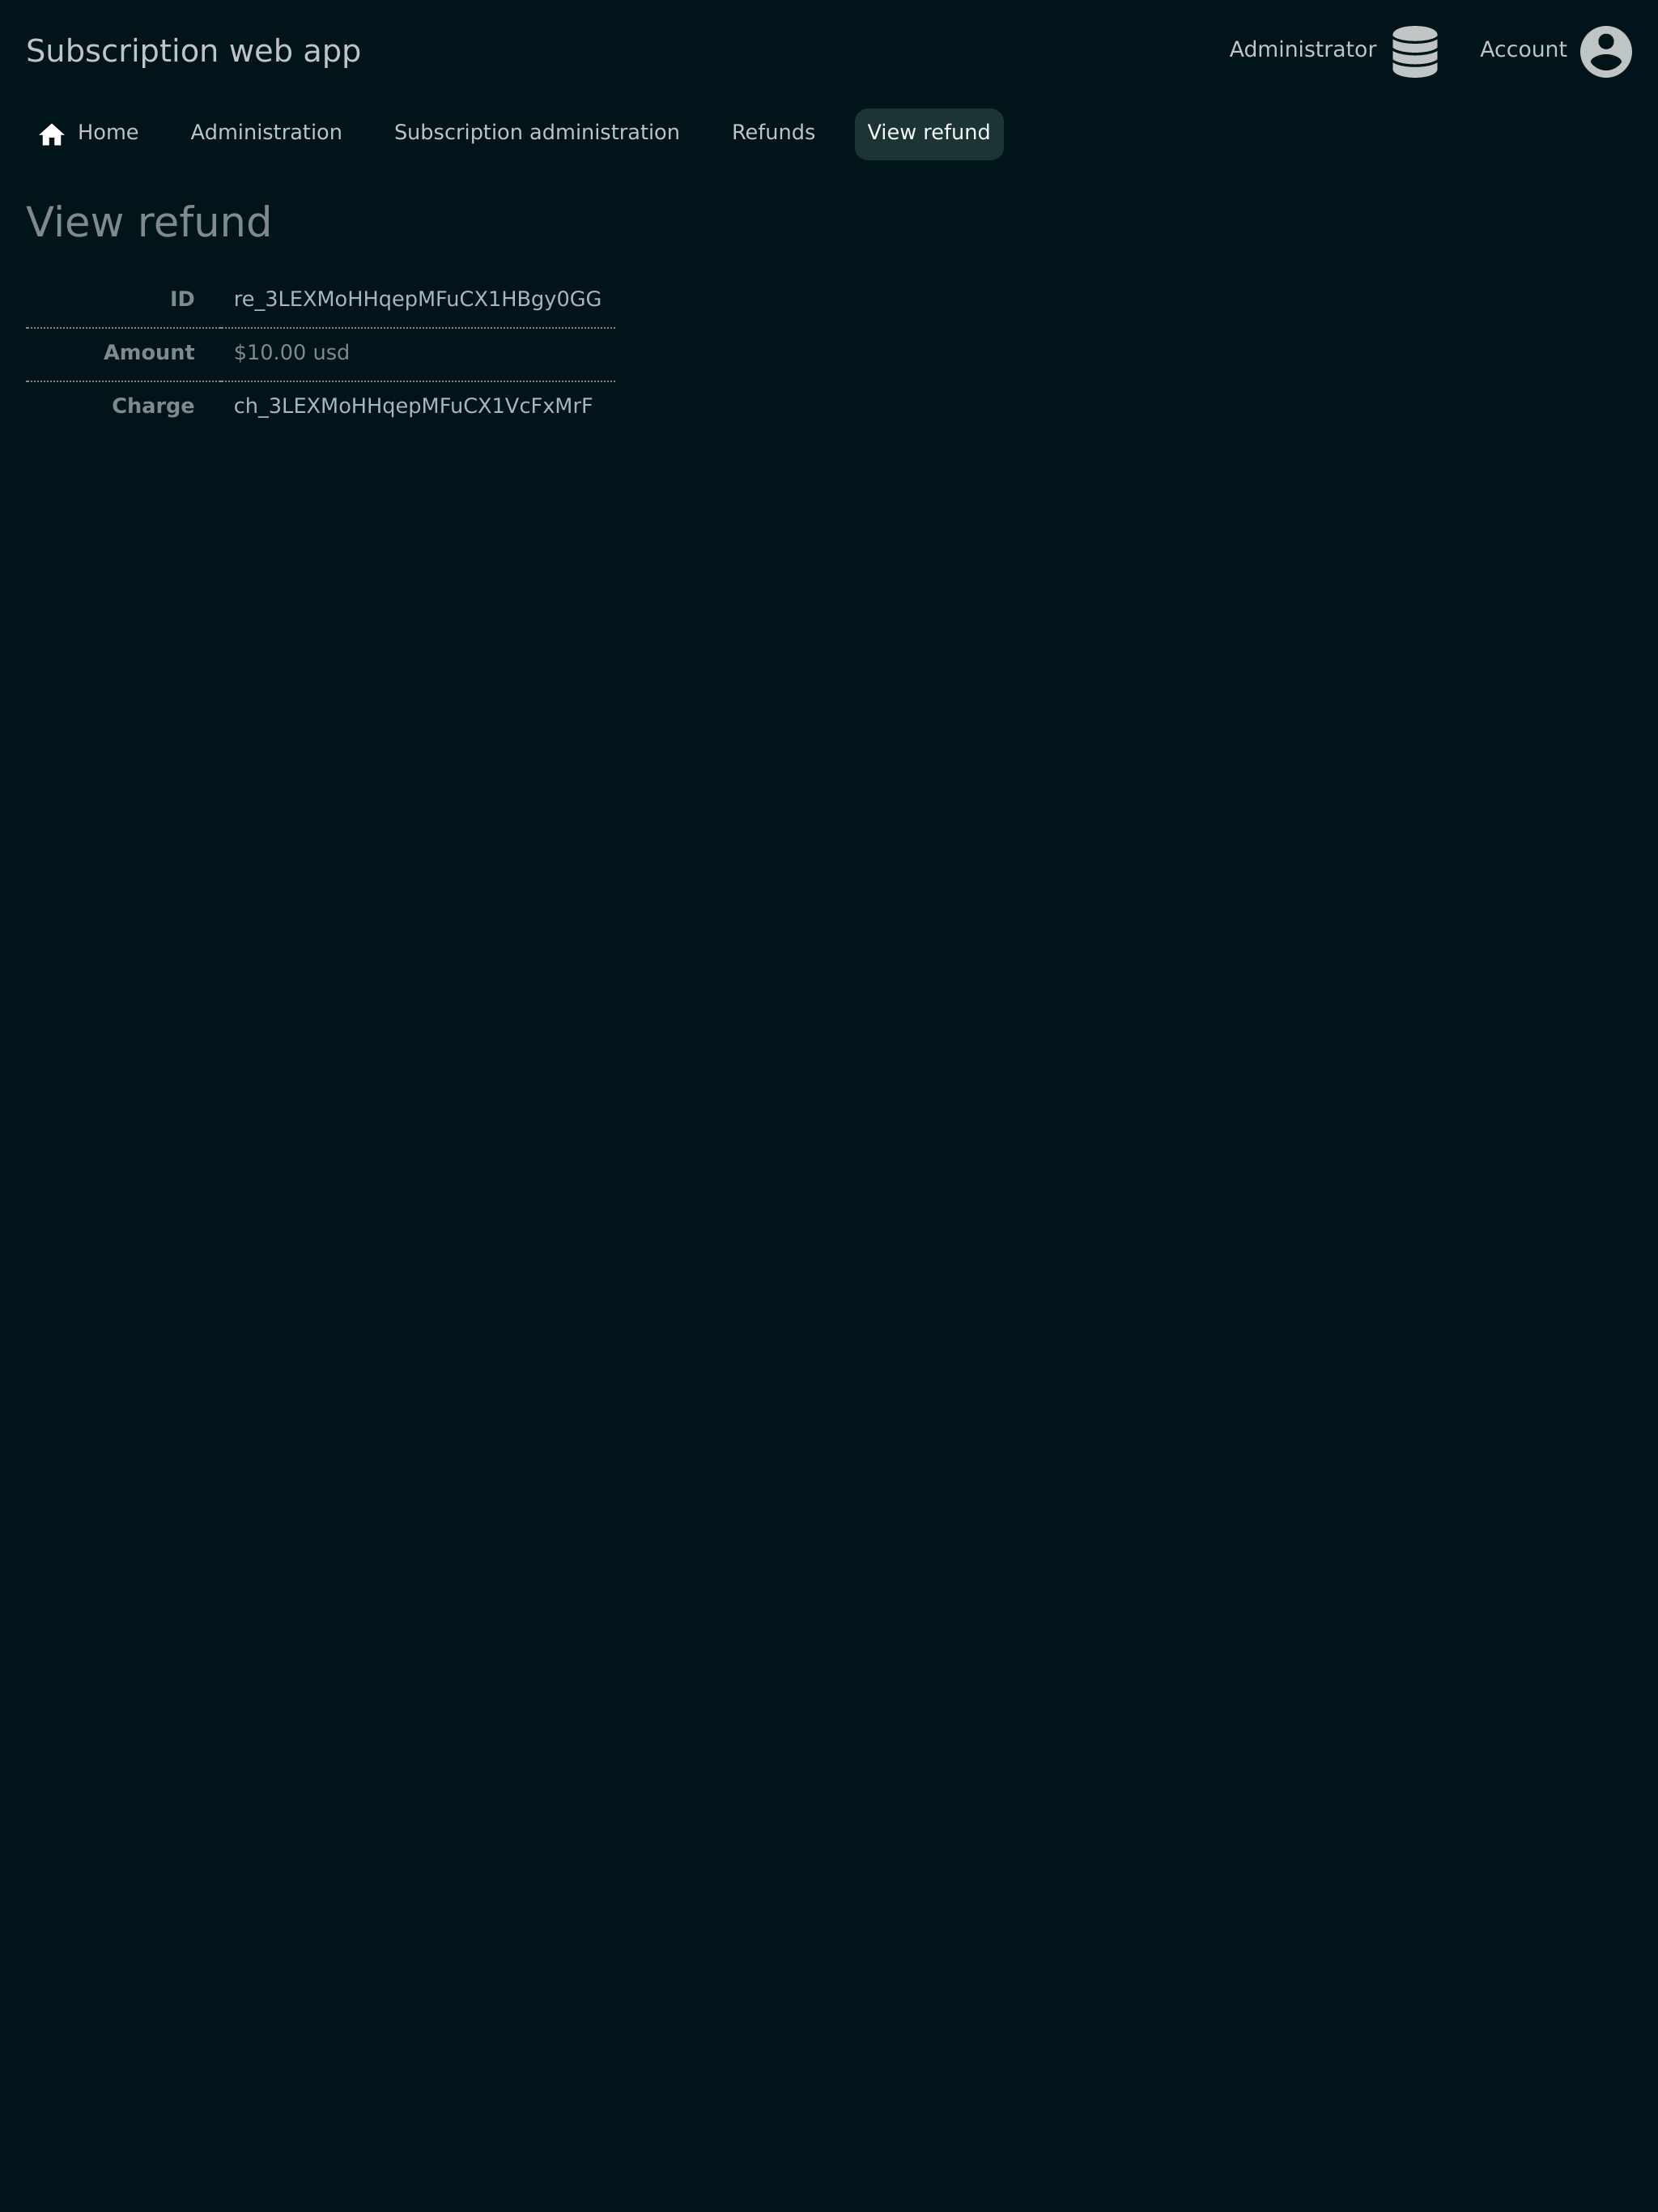 Subscription web app
Administrator Account
Home Administration Subscription administration Refunds View refund
View refund
ID re_3LEXMoHHqepMFuCX1HBgy0GG
Amount $10.00 usd
Charge ch_3LEXMoHHqepMFuCX1VcFxMrF